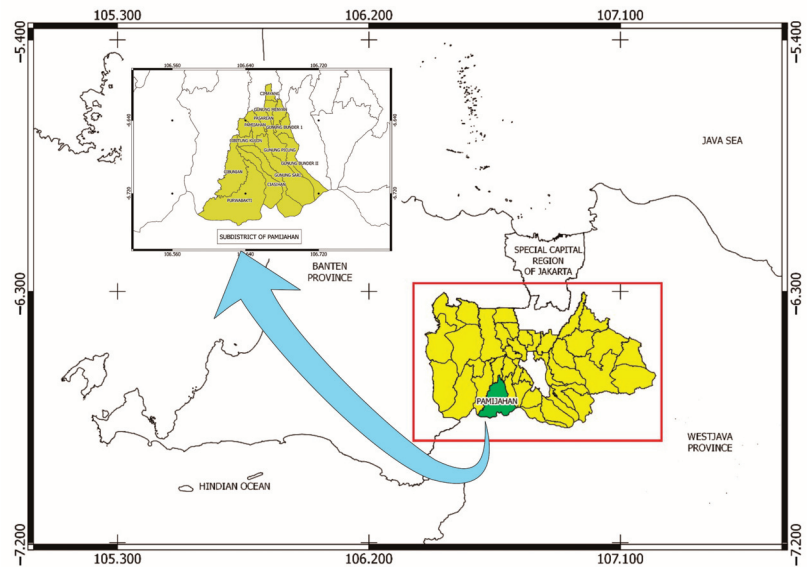 105.300 106.200 107.100
-5.400 -5.400
106.560 106.640 106.720
CIBITUNG KULON
GUNUNG MENYAN
PASAREAN
PAMIJAHAN
GUNUNG BUNDER I
-6.640 -6.640
GUNUNG PICUNG
GUNUNG BUNDER II
CIBUNIAN
GUNUNG SARI
CIASIHAN
PURWABAKTI
-6.720 -6.720
SUBDISTRICT OF PAMIJAHAN
106.560 106.640 106.720
JAVA SEA
SPECIAL CAPITAL
REGION
OF JAKARTA
BANTEN
PROVINCE
-6.300 -6.300
PAMIJAHAN
WESTJAVA
PROVINCE
HINDIAN OCEAN
-7.200 -7.200
105.300 106.200 107.100